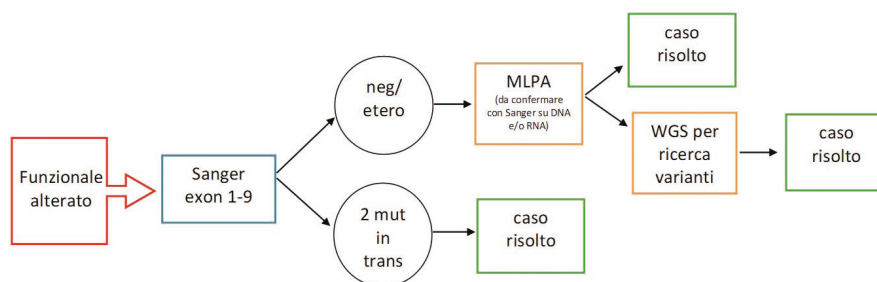 Funzionale
alterato
Sanger
exon 1-9
neg/
etero
2 mut
in
trans
MLPA
(da confermare
con Sanger su DNA
e/o RNA)
caso
risolto
caso
risolto
WGS per
ricerca
varianti
caso
risolto